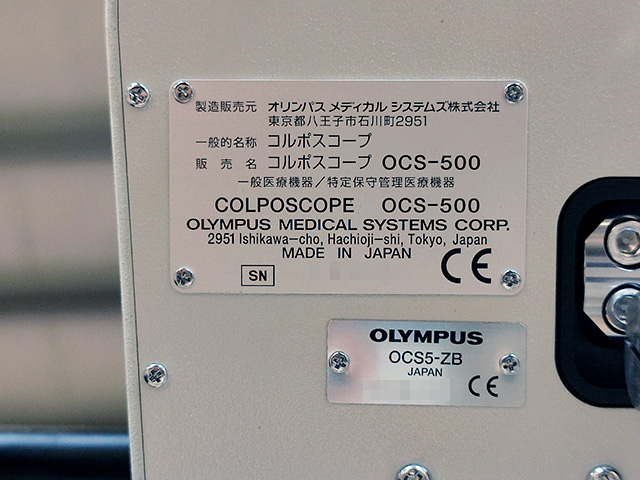 製造販売元 オリンパス メディカル システムズ株式会社
東京都八王子市石川町2951
一般的名称 コルポスコープ
販売名 コルポスコープ OCS-500
一般医療機器/特定保守管理医療機器
COLPOSCOPE OCS-500
OLYMPUS MEDICAL SYSTEMS CORP.
2951 Ishikawa-cho, Hachioji-shi, Tokyo, Japan
MADE IN JAPAN
SN
CE
OLYMPUS
OCS5-ZB
JAPAN
CE